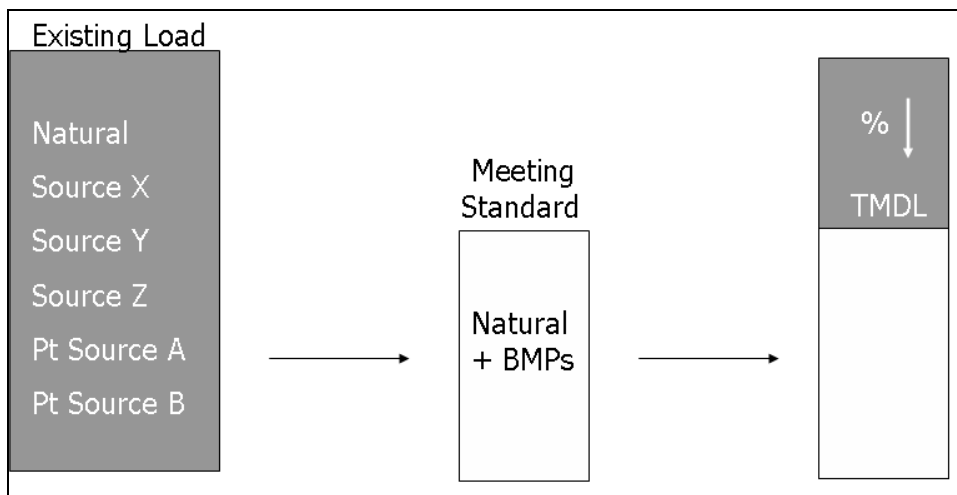 Existing Load
Natural
Source X
Source Y
Source Z
Pt Source A
Pt Source B
Meeting
Standard
Natural
+ BMPs
%
TMDL